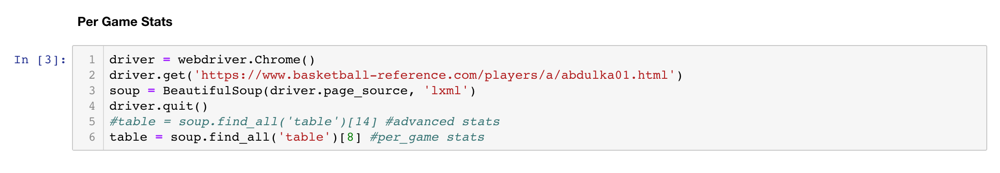 Per Game Stats
In [3]:
1 driver = webdriver.Chrome()
2 driver.get('https://www.basketball-reference.com/players/a/abdulka01.html')
3 soup = BeautifulSoup(driver.page_source, 'lxml')
4 driver.quit()
5 #table = soup.find_all('table')[14] #advanced stats
6 table = soup.find_all('table')[8] #per_game stats